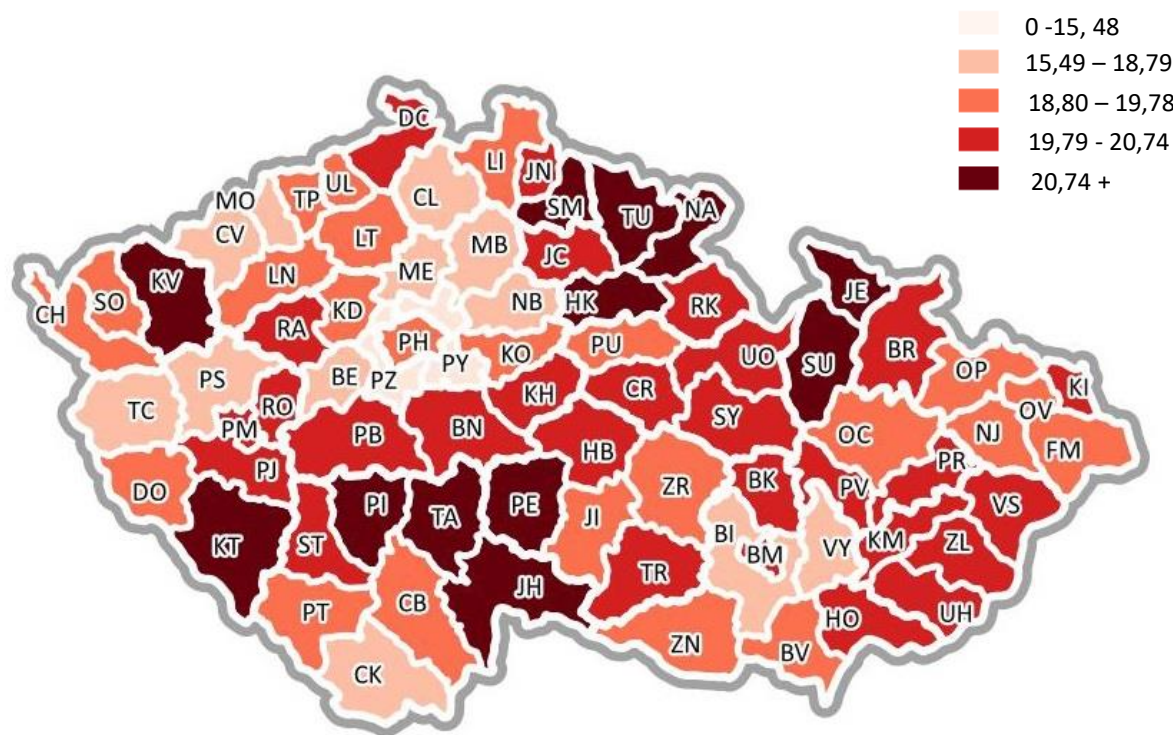 0 -15, 48
15,49 – 18,79
18,80 – 19,78
19,79 - 20,74
20,74 +
DC
LI
JN
UL
TP
MO
CL
SM
TU
NA
CV
LT
MB
JC
ME
KV
LN
SO
CH
NB
HK
RK
JE
KD
RA
PH
PY
KO
PU
UO
SU
BR
OP
KI
PS
BE
PZ
TC
RO
KH
CR
OV
PM
PB
BN
SY
OC
NJ
FM
HB
PJ
PR
DO
ZR
BK
PV
VS
PI
TA
PE
JI
KT
ST
BI
BM
VY
KM
ZL
TR
JH
CB
PT
HO
UH
ZN
BV
CK